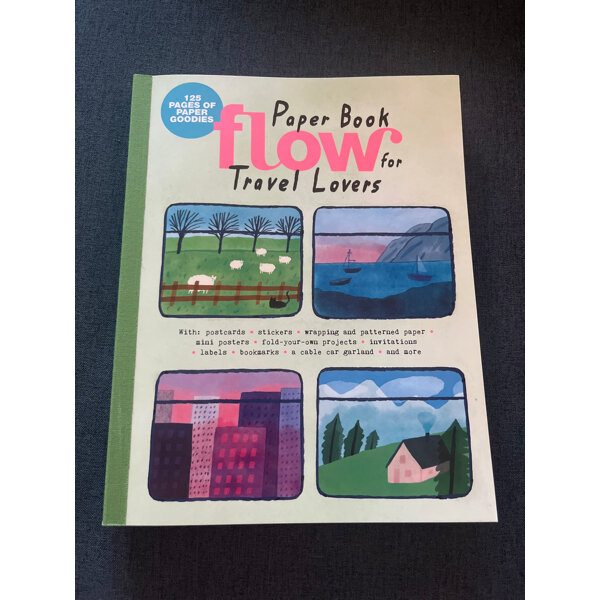 125
PAGES OF
PAPER
GOODIES
Paper Book
flow
for
Travel Lovers
With: postcards • stickers • wrapping and patterned paper •
mini posters • fold-your-own projects • invitations
• labels • bookmarks • a cable car garland • and more